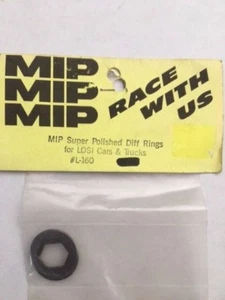 MIP
MIP
MIP
RACE WITH
US
MIP Super Polished Diff Rings
for LOSI Cars & Trucks
#L-160